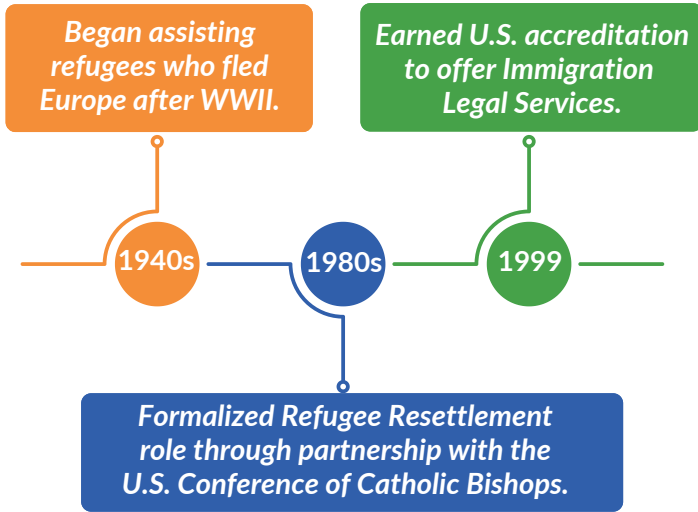 Began assisting
refugees who fled
Europe after WWII.
Earned U.S. accreditation
to offer Immigration
Legal Services.
1940s
1980s
1999
Formalized Refugee Resettlement
role through partnership with the
U.S. Conference of Catholic Bishops.